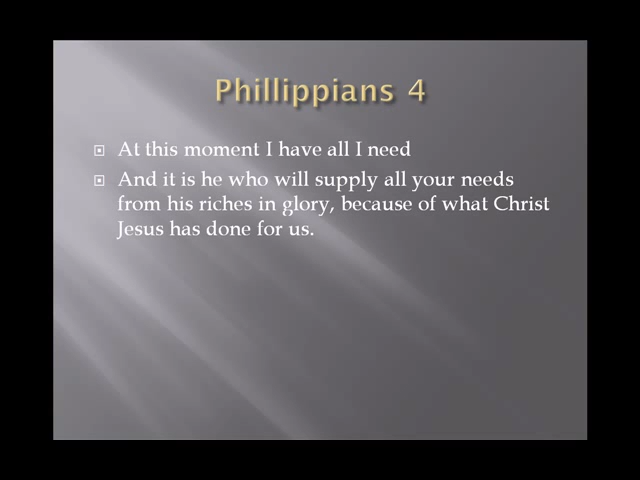 Phillippians 4
At this moment I have all I need
And it is he who will supply all your needs
from his riches in glory, because of what Christ
Jesus has done for us.